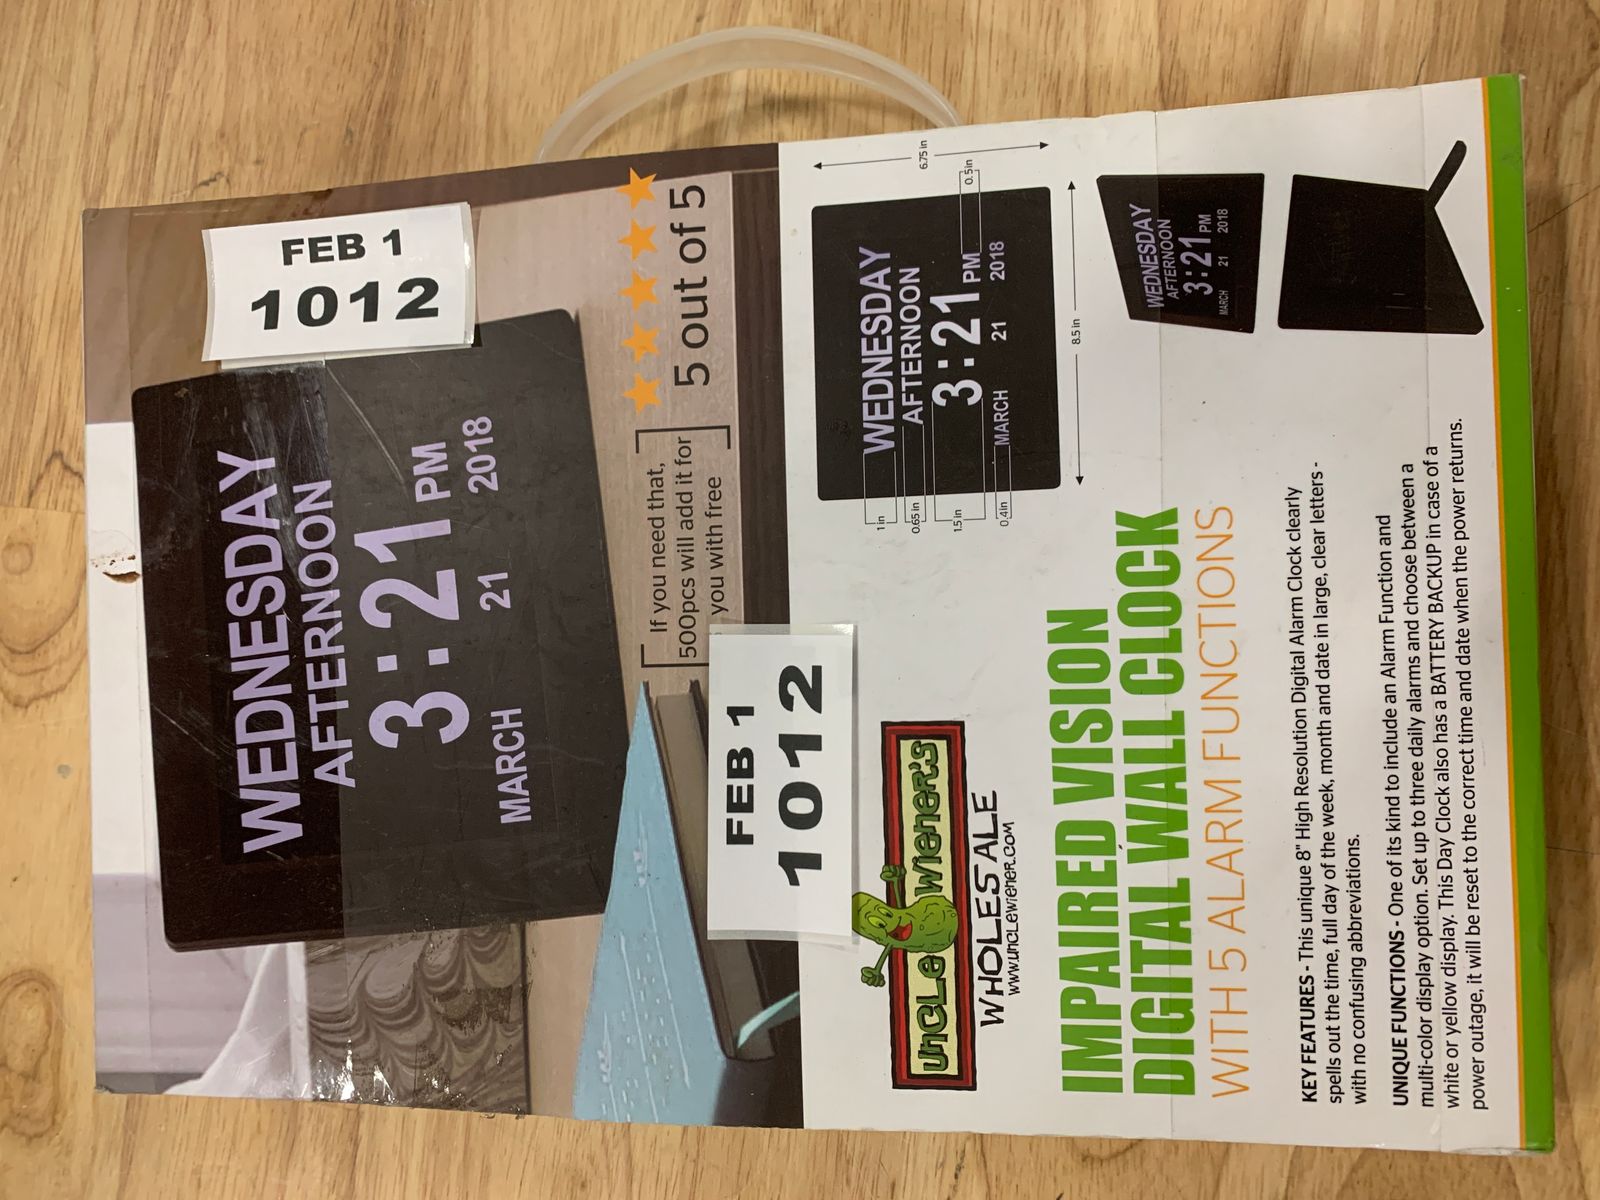 FEB 1
1012
WEDNESDAY
AFTERNOON
3:21 PM
MARCH 21 2018
If you need that,
500pcs will add it for
you with free
5 out of 5
FEB 1
1012
UNCLE WIENER'S
WHOLESALE
WWW.UNCLEWIENER.COM
1 in
0.65 in
1.5 in
0.4in
WEDNESDAY
AFTERNOON
3:21 PM
MARCH 21 2018
0.5in
6.75 in
8.5 in
WEDNESDAY
AFTERNOON
3:21 PM
MARCH 21 2018
IMPAIRED VISION
DIGITAL WALL CLOCK
WITH 5 ALARM FUNCTIONS
KEY FEATURES - This unique 8" High Resolution Digital Alarm Clock clearly
spells out the time, full day of the week, month and date in large, clear letters -
with no confusing abbreviations.
UNIQUE FUNCTIONS - One of its kind to include an Alarm Function and
multi-color display option. Set up to three daily alarms and choose between a
white or yellow display. This Day Clock also has a BATTERY BACKUP in case of a
power outage, it will be reset to the correct time and date when the power returns.